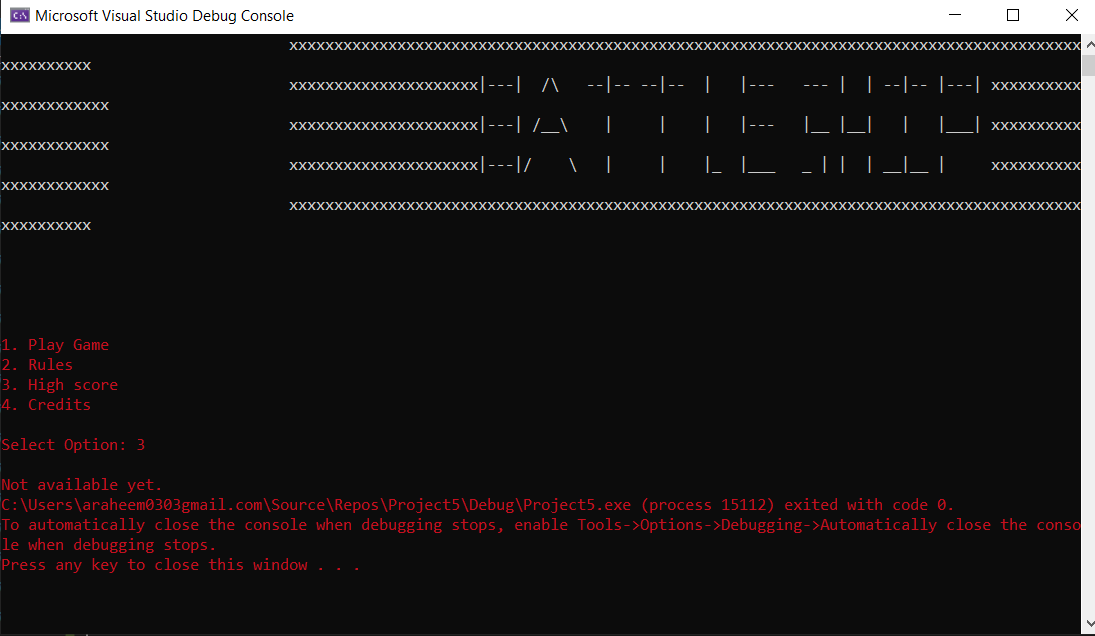 Microsoft Visual Studio Debug Console
xxxxxxxxxxxxxxxxxxxxxxxxxxxxxxxxxxxxxxxxxxxxxxxxxxxxxxxxxxxxxxxxxxxxxxxxxxxxxxxxxxxxxxxx
xxxxxxxxxx
xxxxxxxxxxxxxxxxxxxxx|---|  /\   --|-- --|--  |   |---   --- |  | --|-- |---| xxxxxxxxxx
xxxxxxxxxxxx
xxxxxxxxxxxxxxxxxxxxx|---| /__\    |     |    |   |---   |__ |__|   |   |___| xxxxxxxxxx
xxxxxxxxxxxx
xxxxxxxxxxxxxxxxxxxxx|---|/    \   |     |    |_  |___   _ | |  | __|__ |     xxxxxxxxxx
xxxxxxxxxxxx
xxxxxxxxxxxxxxxxxxxxxxxxxxxxxxxxxxxxxxxxxxxxxxxxxxxxxxxxxxxxxxxxxxxxxxxxxxxxxxxxxxxxxxxx
xxxxxxxxxx
1. Play Game
2. Rules
3. High score
4. Credits
Select Option: 3
Not available yet.
C:\Users\araheem0303gmail.com\Source\Repos\Project5\Debug\Project5.exe (process 15112) exited with code 0.
To automatically close the console when debugging stops, enable Tools->Options->Debugging->Automatically close the conso
le when debugging stops.
Press any key to close this window . . .